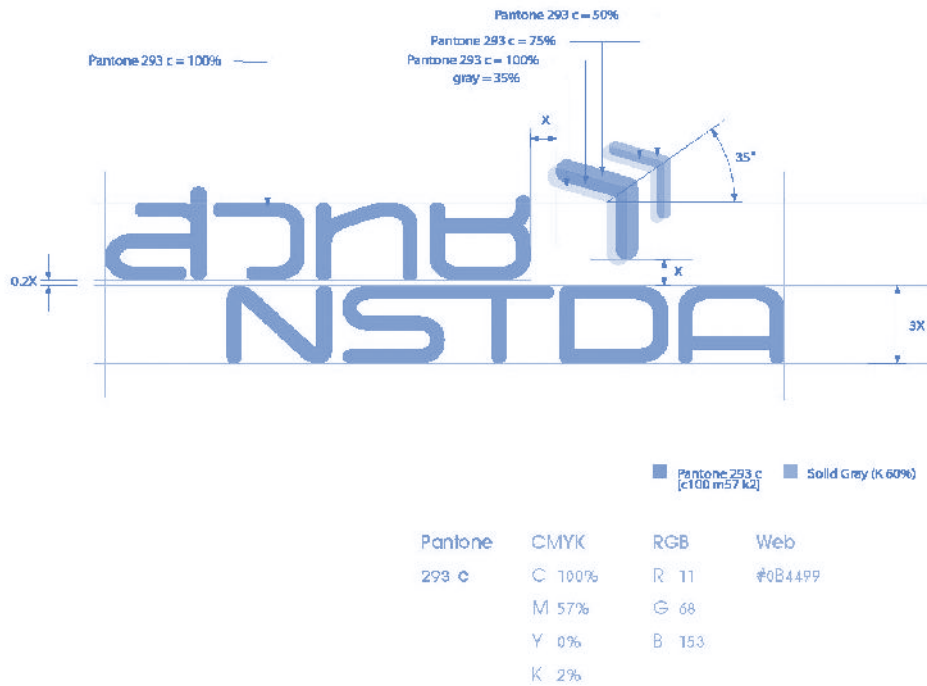 Pantone 293 c = 50%
Pantone 293 c = 75%
Pantone 293 c = 100%
Pantone 293 c = 100%
gray = 35%
X
35°
สวทช
X
0.2X
NSTDA
3X
Pantone 293 c
[c100 m57 k2]
Solid Gray (K 60%)
Pantone CMYK RGB Web
293 C C 100% R 11 #0B4499
M 57% G 68
Y 0% B 153
K 2%